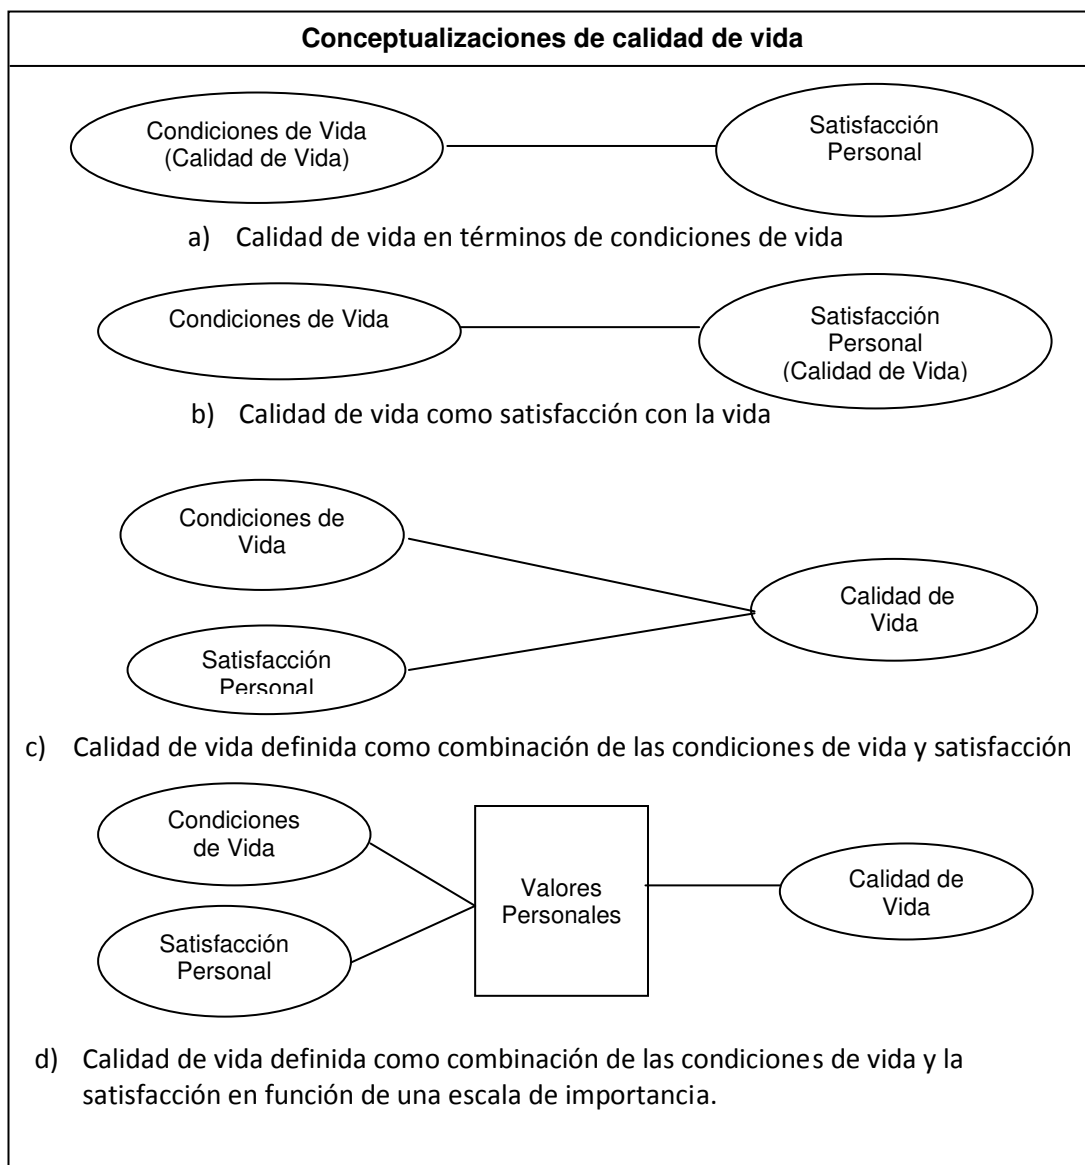 Conceptualizaciones de calidad de vida
Condiciones de Vida
(Calidad de Vida)
Satisfacción
Personal
a) Calidad de vida en términos de condiciones de vida
Condiciones de Vida
Satisfacción
Personal
(Calidad de Vida)
b) Calidad de vida como satisfacción con la vida
Condiciones de
Vida
Satisfacción
Personal
Calidad de
Vida
c) Calidad de vida definida como combinación de las condiciones de vida y satisfacción
Condiciones
de Vida
Satisfacción
Personal
Valores
Personales
Calidad de
Vida
d) Calidad de vida definida como combinación de las condiciones de vida y la
satisfacción en función de una escala de importancia.